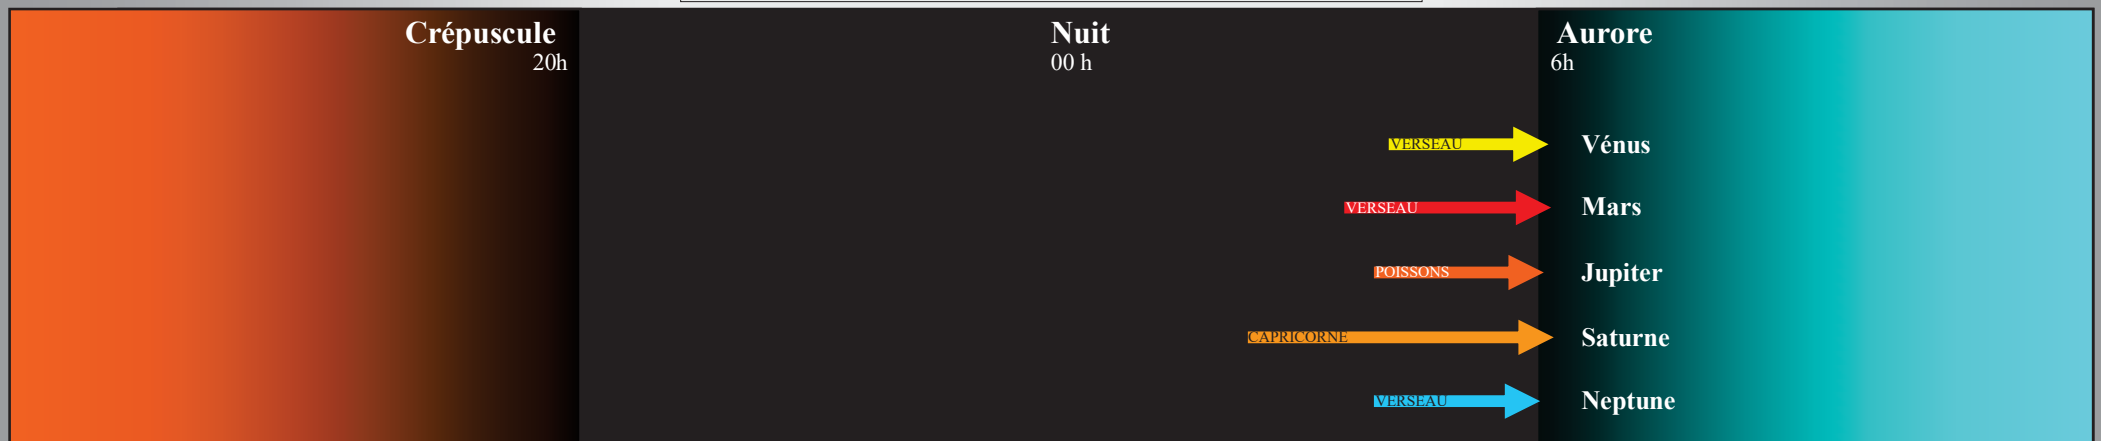 Crépuscule
20h
Nuit
00 h
Aurore
6h
VERSEAU
Vénus
VERSEAU
Mars
POISSONS
Jupiter
CAPRICORNE
Saturne
VERSEAU
Neptune